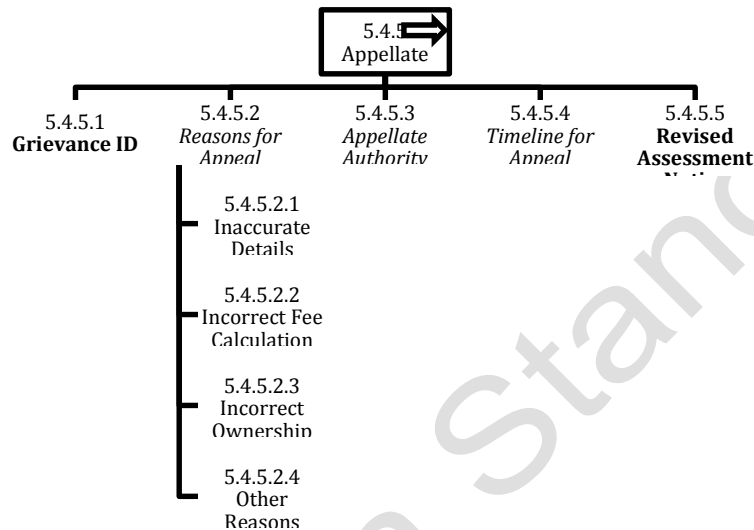 5.4.5
Appellate
5.4.5.1
Grievance ID
5.4.5.2
Reasons for
Appeal
5.4.5.3
Appellate
Authority
5.4.5.4
Timeline for
Appeal
5.4.5.5
Revised
Assessment
5.4.5.2.1
Inaccurate
Details
5.4.5.2.2
Incorrect Fee
Calculation
5.4.5.2.3
Incorrect
Ownership
5.4.5.2.4
Other
Reasons